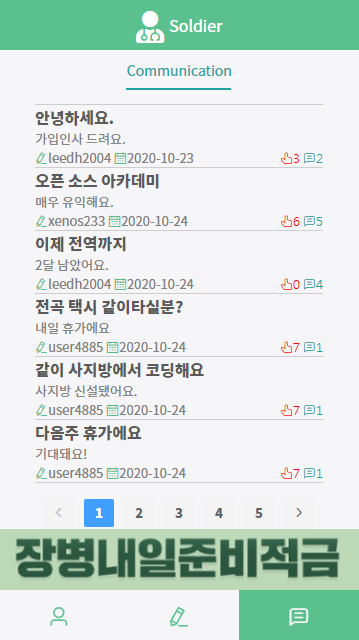 Soldier
Communication
안녕하세요.
가입인사 드려요.
leedh2004 2020-10-23 3 2
오픈 소스 아카데미
매우 유익해요.
xenos233 2020-10-24 6 5
이제 전역까지
2달 남았어요.
leedh2004 2020-10-24 0 4
전곡 택시 같이타실분?
내일 휴가에요
user4885 2020-10-24 7 1
같이 사지방에서 코딩해요
사지방 신설됐어요.
user4885 2020-10-24 7 1
다음주 휴가에요
기대돼요!
user4885 2020-10-24 7 1
< 1 2 3 4 5 >
장병내일준비적금